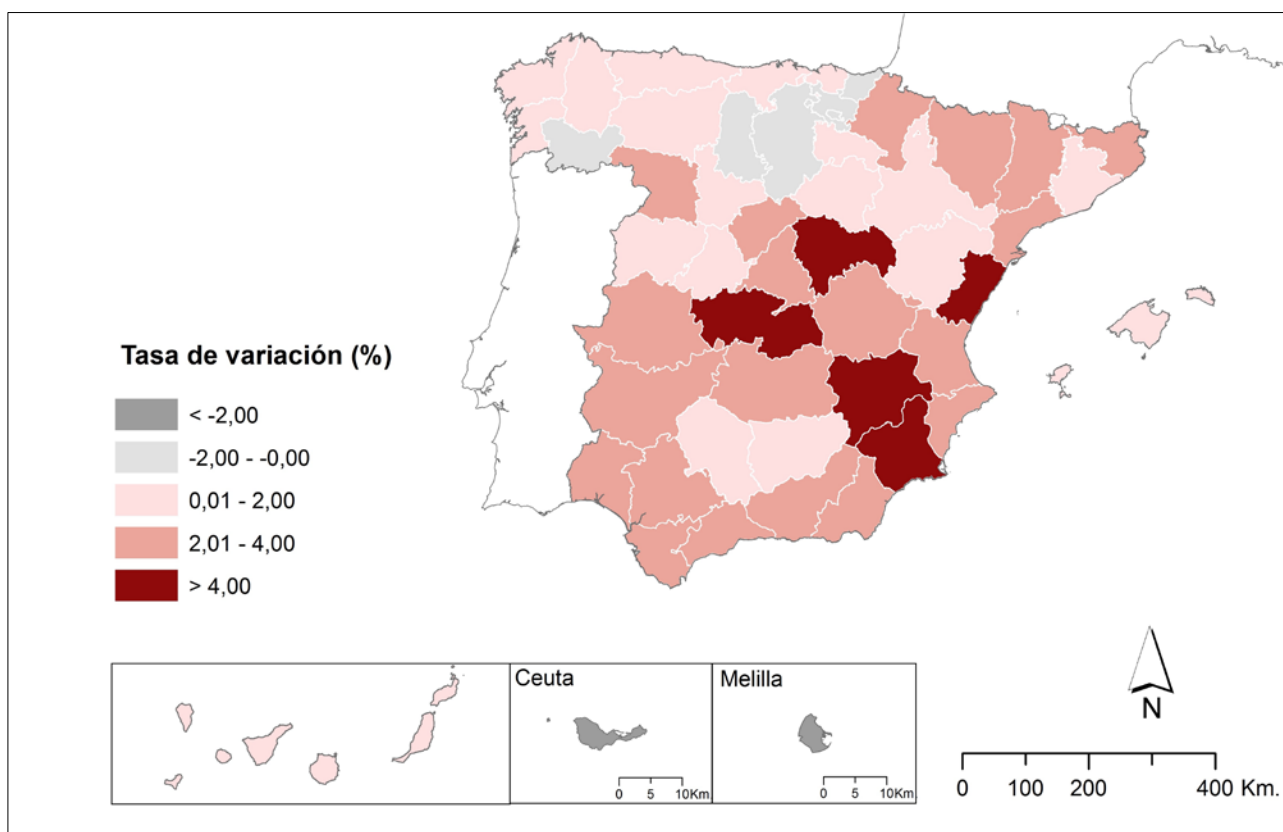 Tasa de variación (%)
< -2,00
-2,00 - -0,00
0,01 - 2,00
2,01 - 4,00
> 4,00
Ceuta
0 5 10Km.
Melilla
0 5 10Km.
N
0 100 200 400 Km.